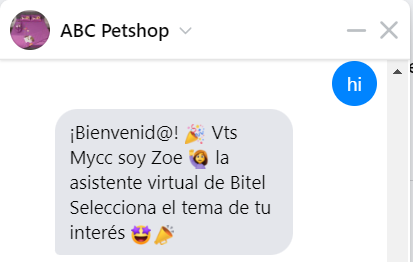 ABC Petshop
hi
¡Bienvenid@! 🎉 Vts
Mycc soy Zoe 🙋‍♀️ la
asistente virtual de Bitel
Selecciona el tema de tu
interés 🤩🎉